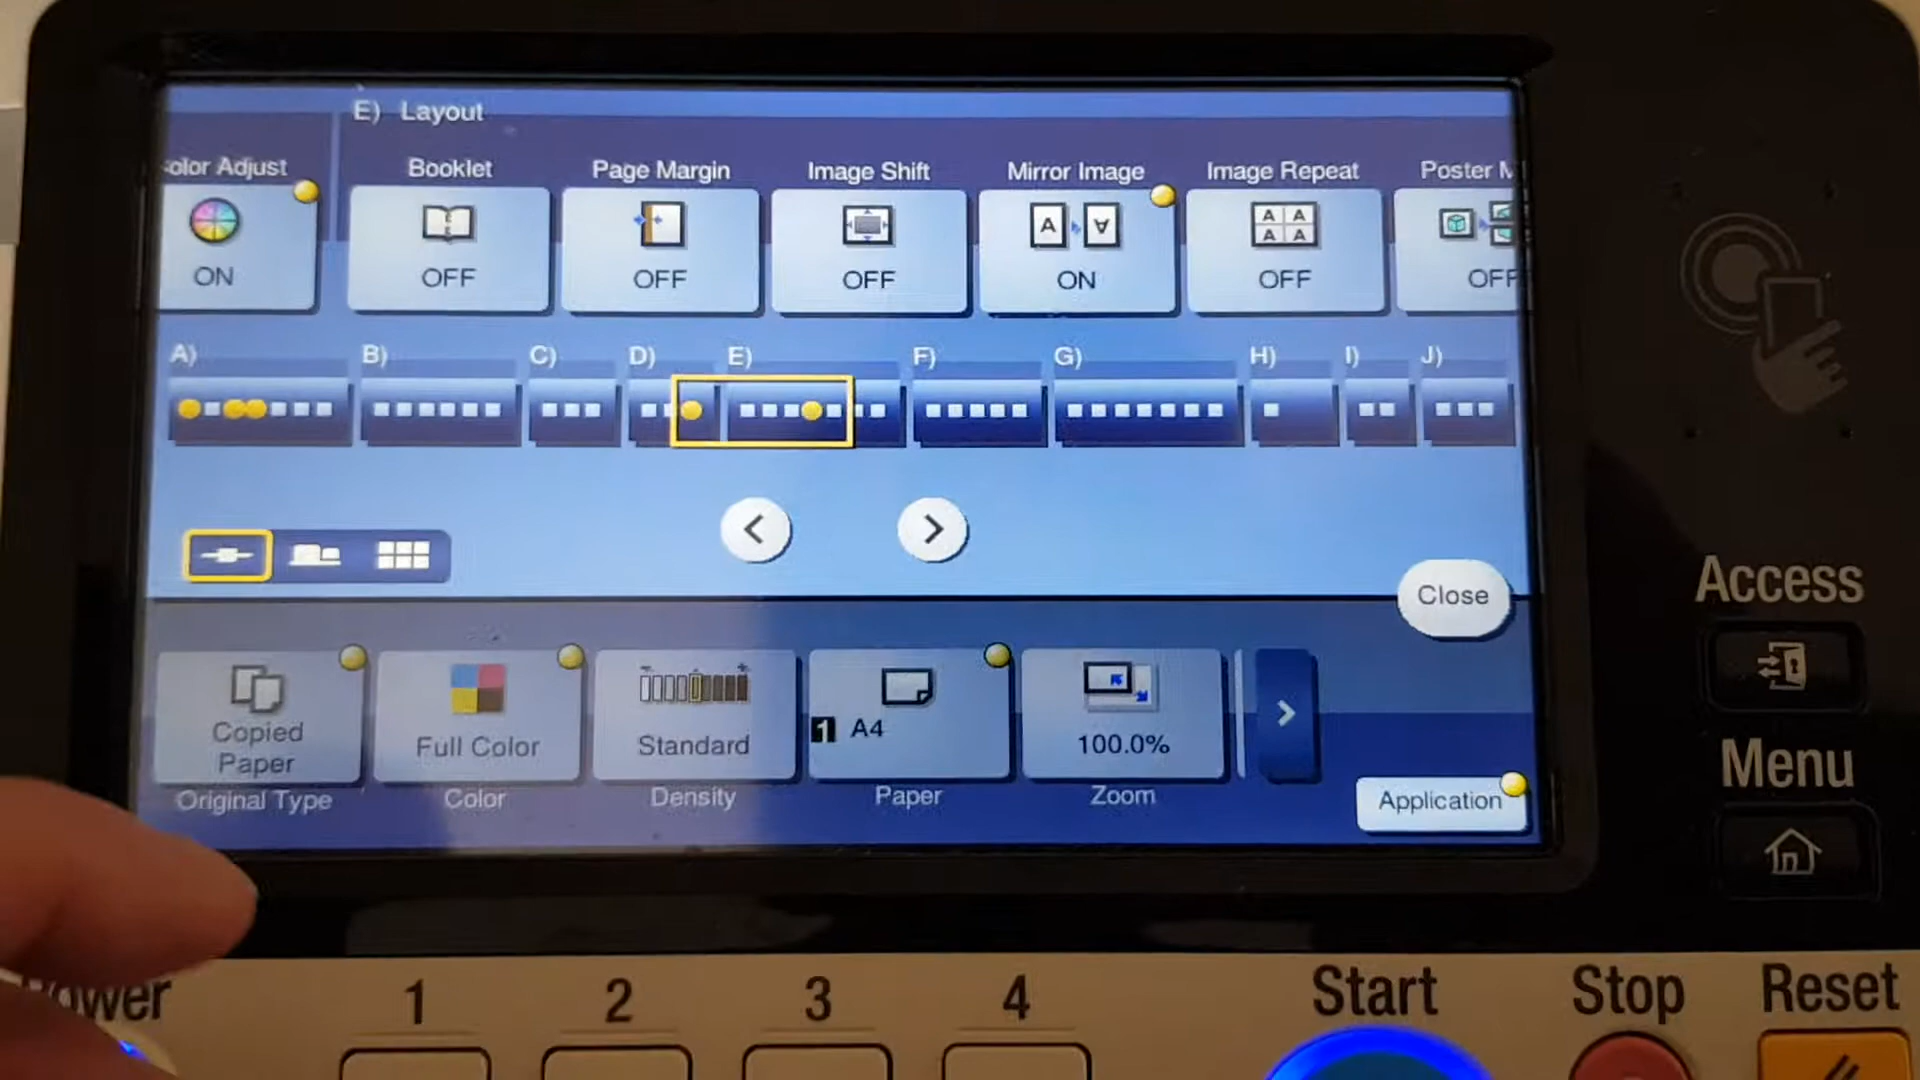 E) Layout
olor Adjust
Booklet
Page Margin
Image Shift
Mirror Image
Image Repeat
Poster M
A
A A
A A
ON
OFF
OFF
OFF
ON
OFF
OFF
A)
B)
C)
D)
E)
F)
G)
H)
I)
J)
Close
Copied
Paper
Full Color
Standard
1 A4
100.0%
Original Type
Color
Density
Paper
Zoom
Application
Access
Menu
Power
1
2
3
4
Start
Stop
Reset